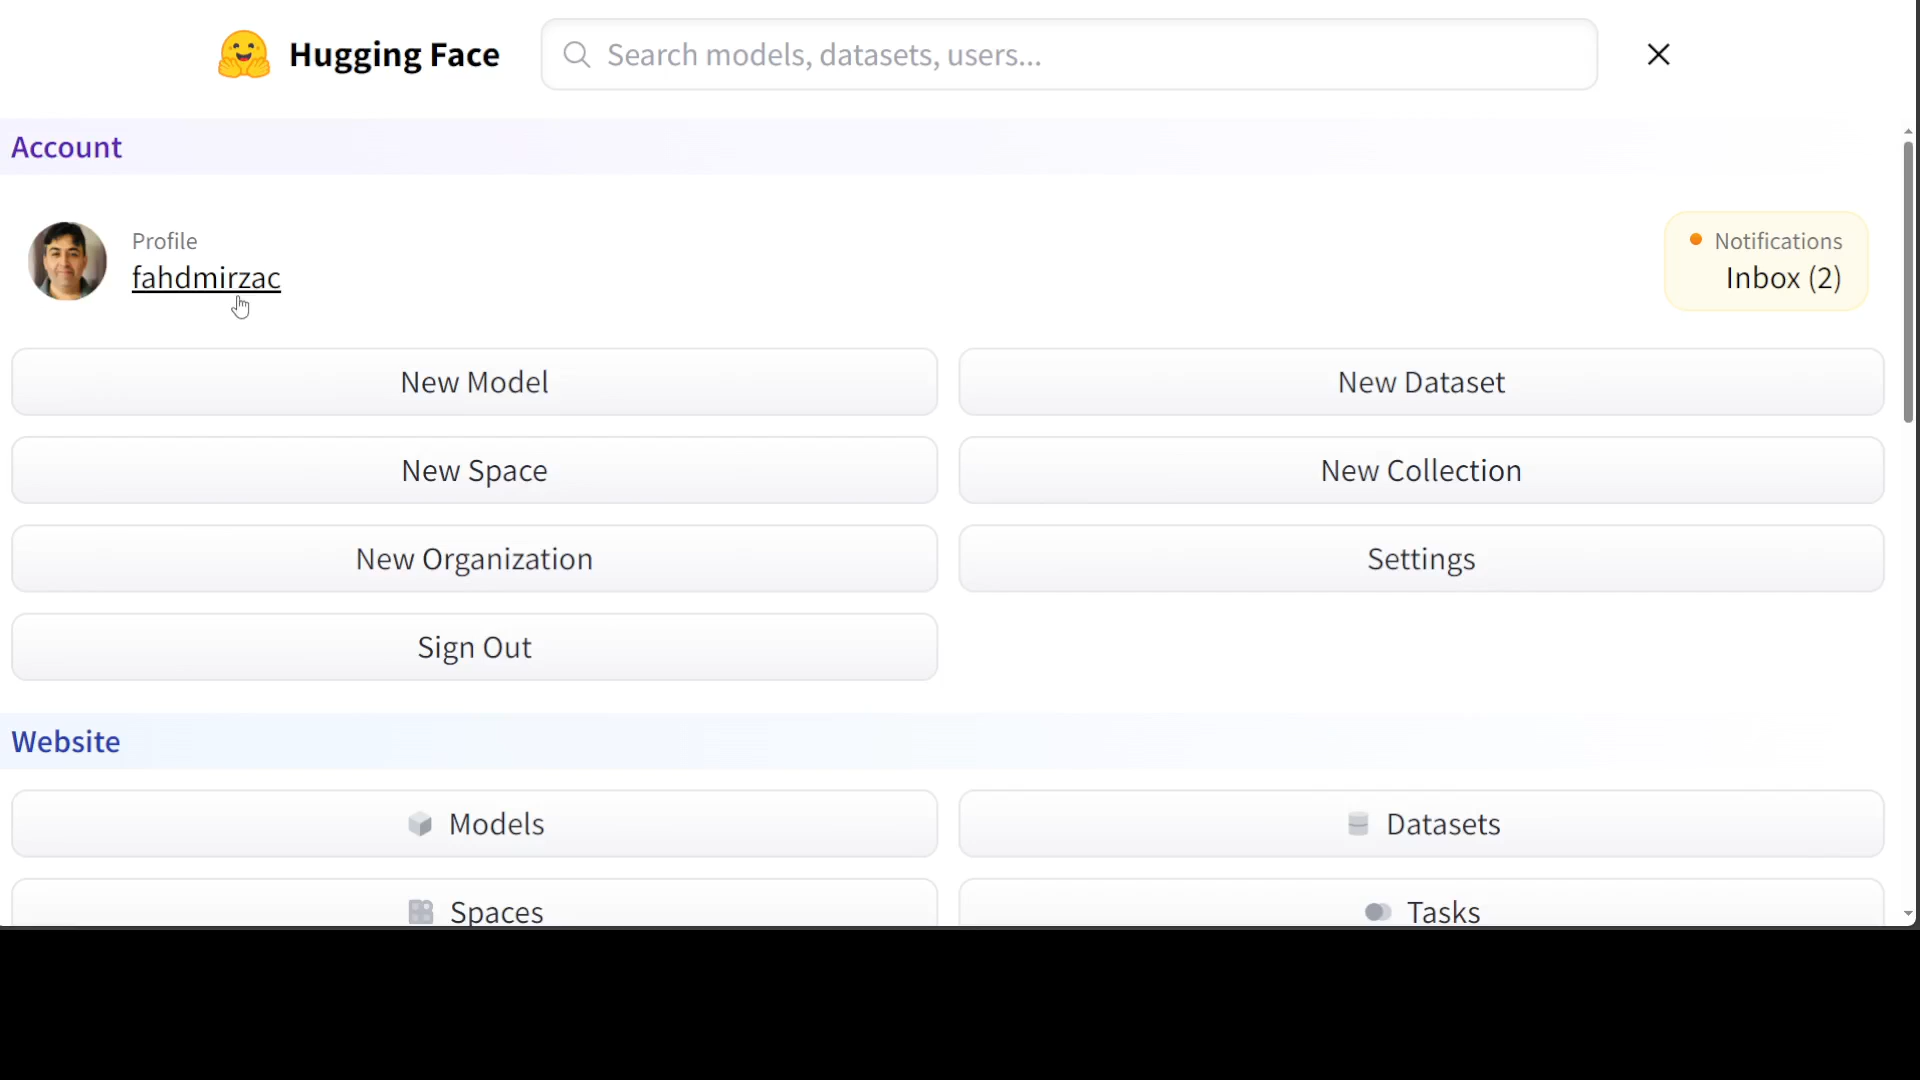 Hugging Face
Search models, datasets, users...
Account
Profile
fahdmirzac
Notifications
Inbox (2)
New Model
New Dataset
New Space
New Collection
New Organization
Settings
Sign Out
Website
Models
Datasets
Spaces
Tasks